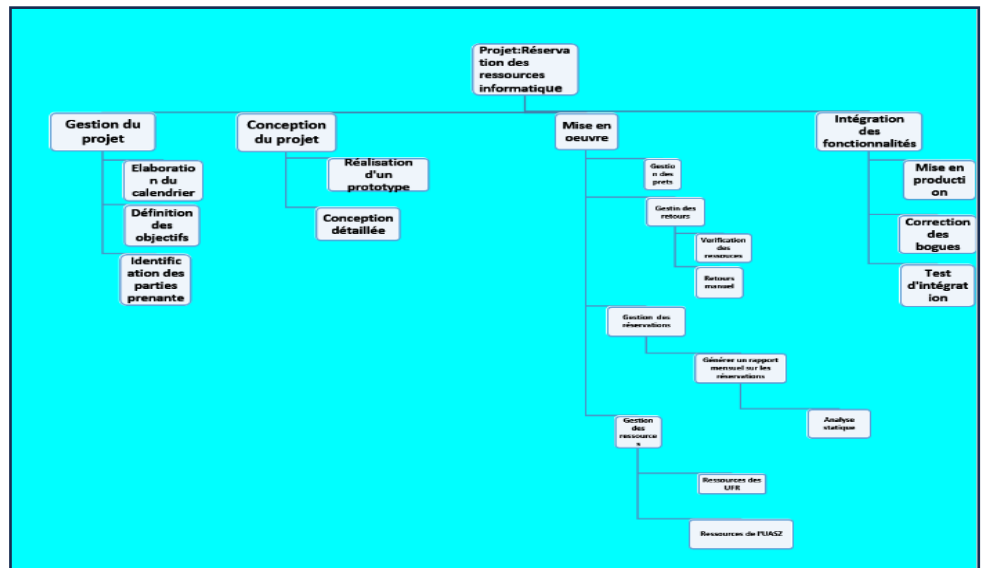 Projet:Réserva
tion des
ressources
informatique
Gestion du
projet
Elaboratio
n du
calendrier
Définition
des
objectifs
Identific
ation des
parties
prenante
Conception
du projet
Réalisation
d'un
prototype
Conception
détaillée
Mise en
oeuvre
Gestio
n des
prets
Gestin des
retours
Verification
des
ressouces
Retours
manuel
Gestion des
réservations
Générer un rapport
mensuel sur les
réservations
Analyse
statique
Gestion
des
ressource
s
Ressources des
UFR
Ressources de l'UASZ
Intégration
des
fonctionnalités
Mise en
producti
on
Correction
des
bogues
Test
d'intégrat
ion